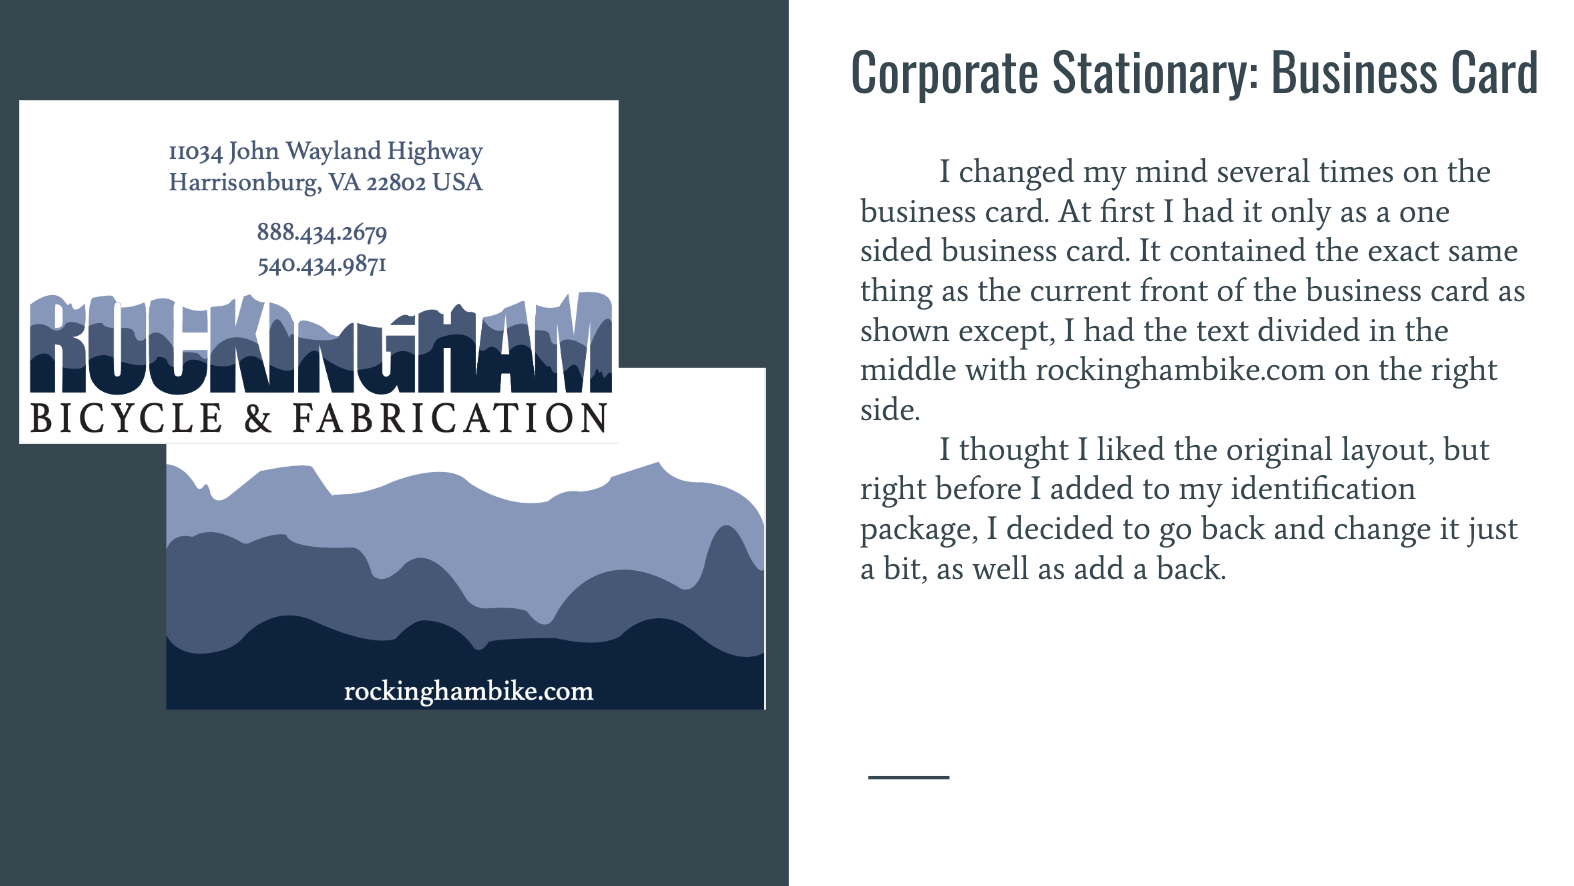 11034 John Wayland Highway
Harrisonburg, VA 22802 USA
888.434.2679
540.434.9871
ROCKINGHAM
BICYCLE & FABRICATION
rockinghambike.com
Corporate Stationary: Business Card
I changed my mind several times on the
business card. At first I had it only as a one
sided business card. It contained the exact same
thing as the current front of the business card as
shown except, I had the text divided in the
middle with rockinghambike.com on the right
side.
I thought I liked the original layout, but
right before I added to my identification
package, I decided to go back and change it just
a bit, as well as add a back.